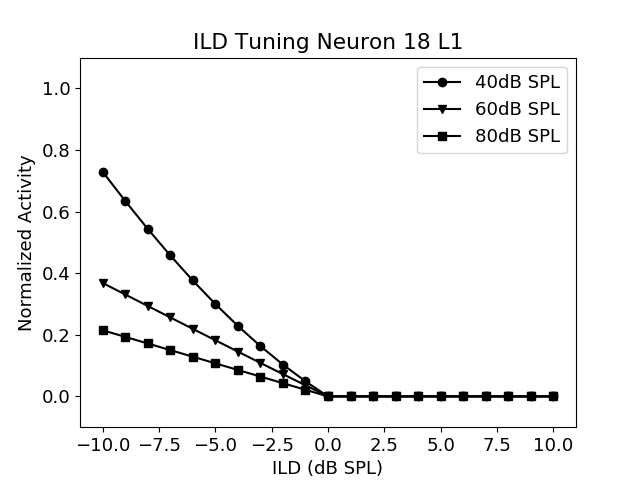 ILD Tuning Neuron 18 L1
40dB SPL
60dB SPL
80dB SPL
Normalized Activity
1.0
0.8
0.6
0.4
0.2
0.0
−10.0 −7.5 −5.0 −2.5 0.0 2.5 5.0 7.5 10.0
ILD (dB SPL)